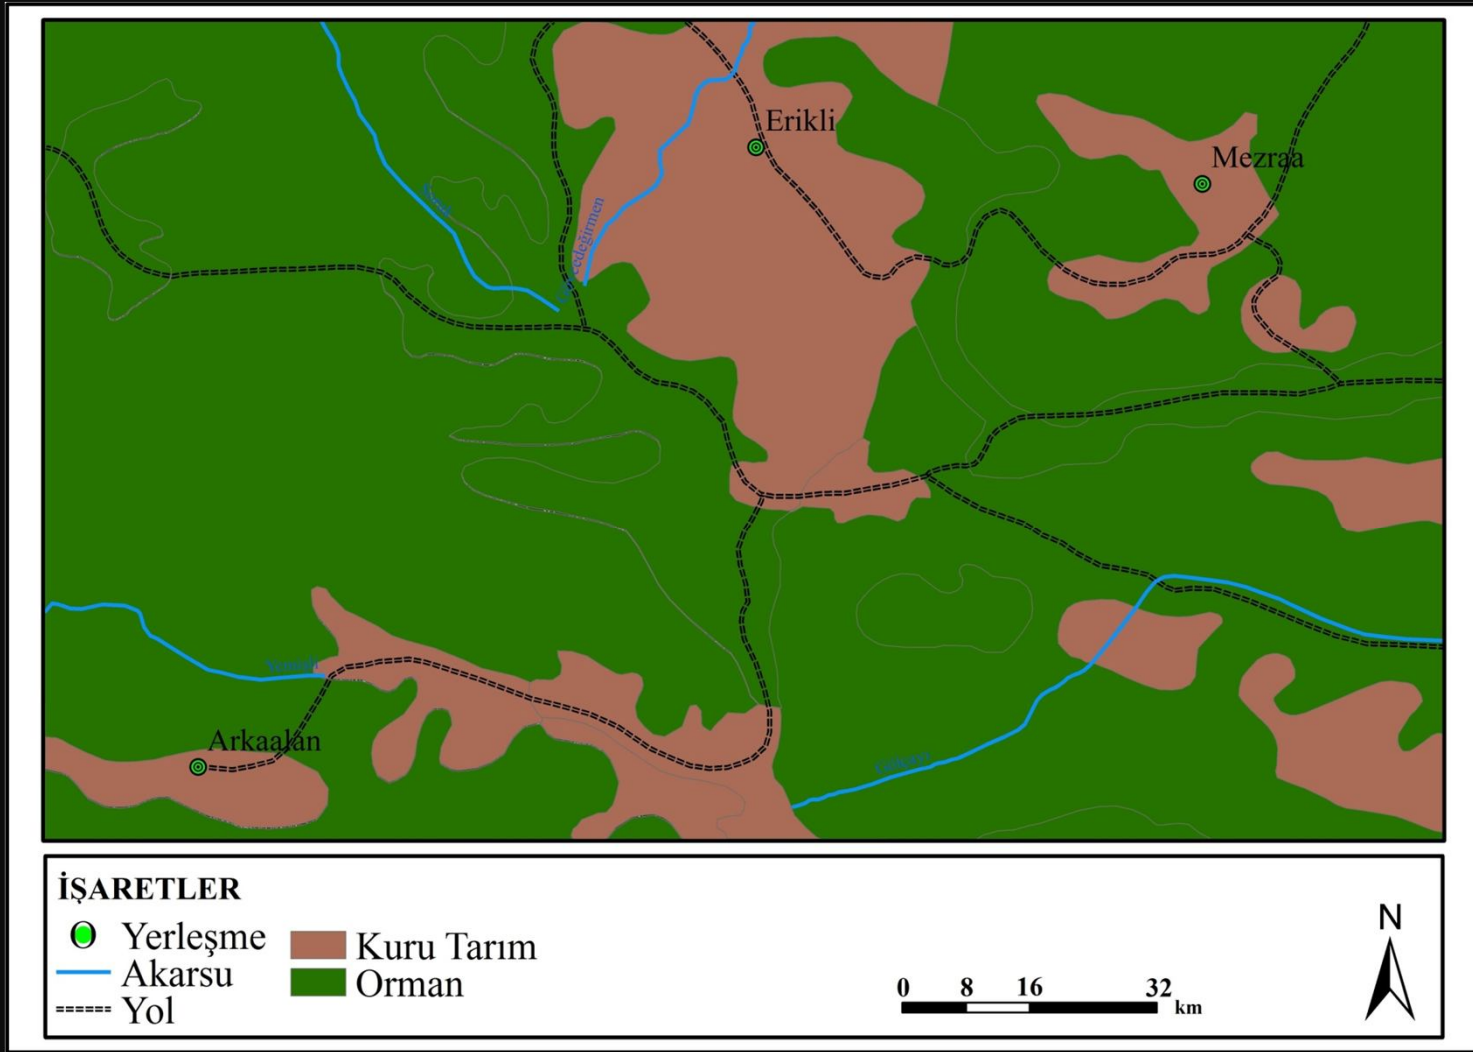 Erikli
Mezraa
Arkaalan
İŞARETLER
Yerleşme
Akarsu
Yol
Kuru Tarım
Orman
0 8 16 32
km
N